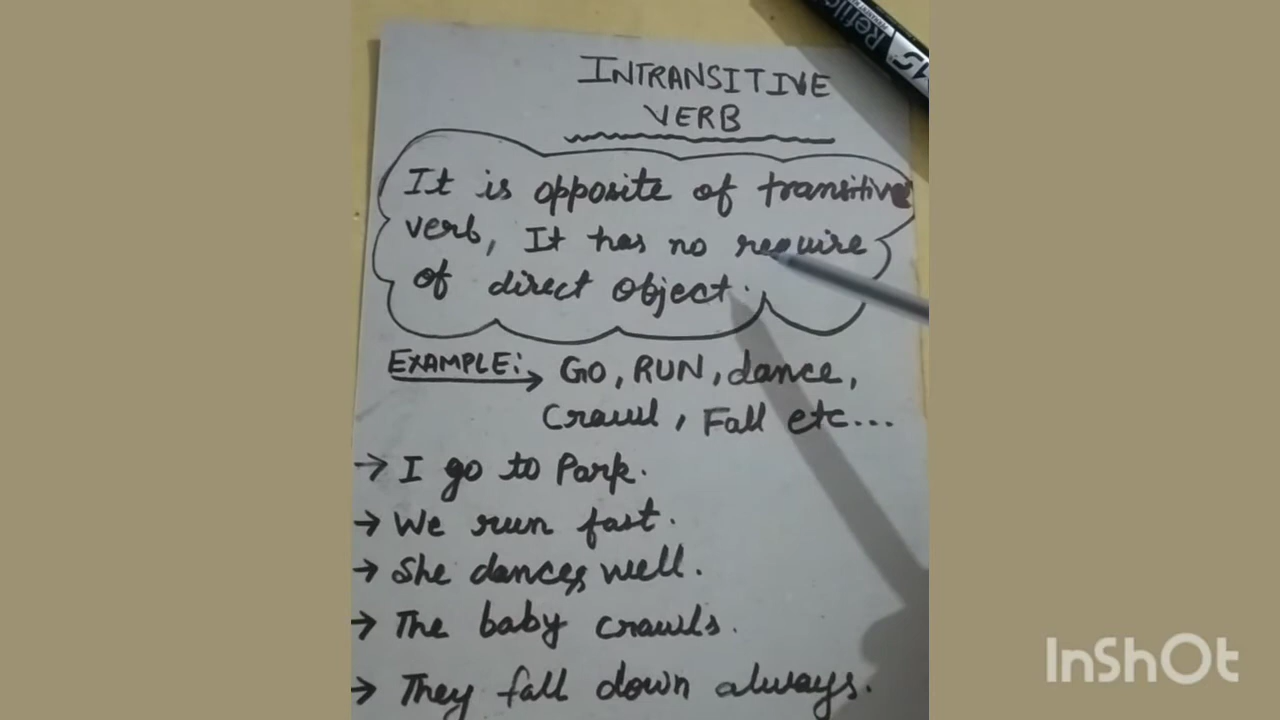 INTRANSITIVE
VERB
It is opposite of transitive
verb, It has no require
of direct object.
EXAMPLE:→ GO, RUN, dance,
Crawl, Fall etc...
→ I go to Park.
→ We run fast.
→ She dances well.
→ The baby crawls.
→ They fall down always.
Refill
15
InShOt